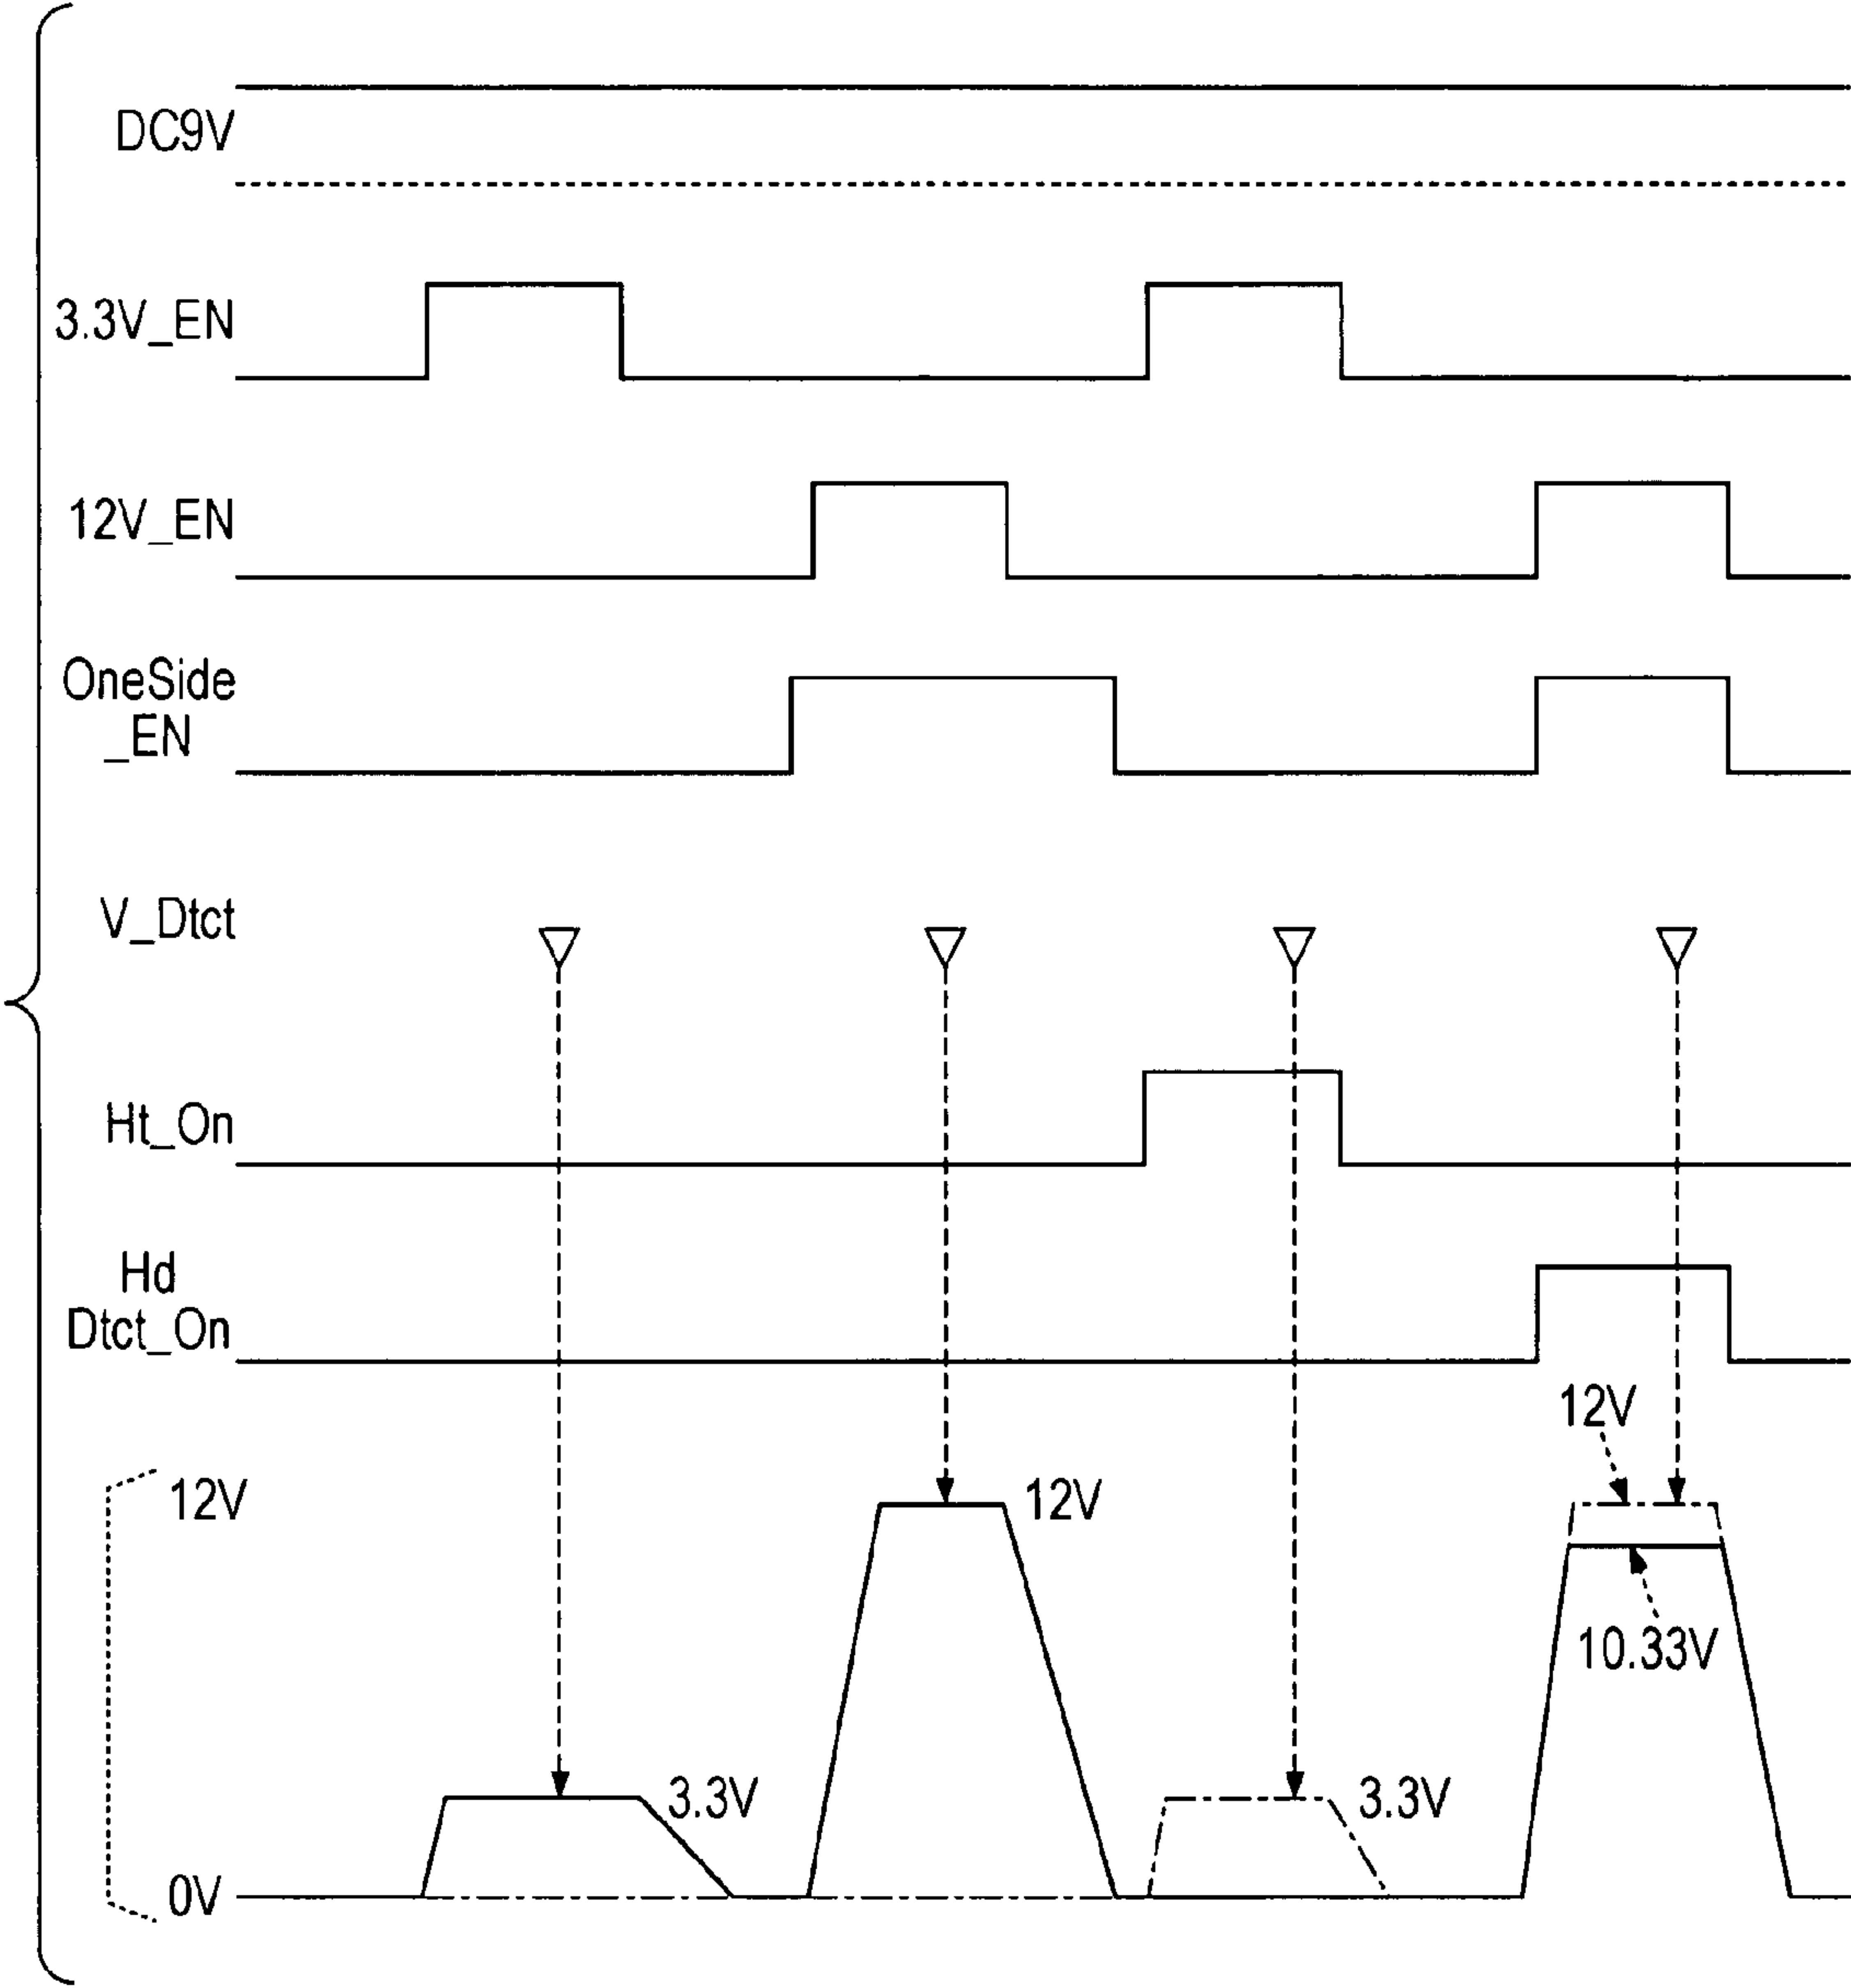 DC9V
3.3V_EN
12V_EN
OneSide
_EN
V_Dtct
Ht_On
Hd
Dtct_On
12V
12V
12V
10.33V
3.3V
3.3V
0V